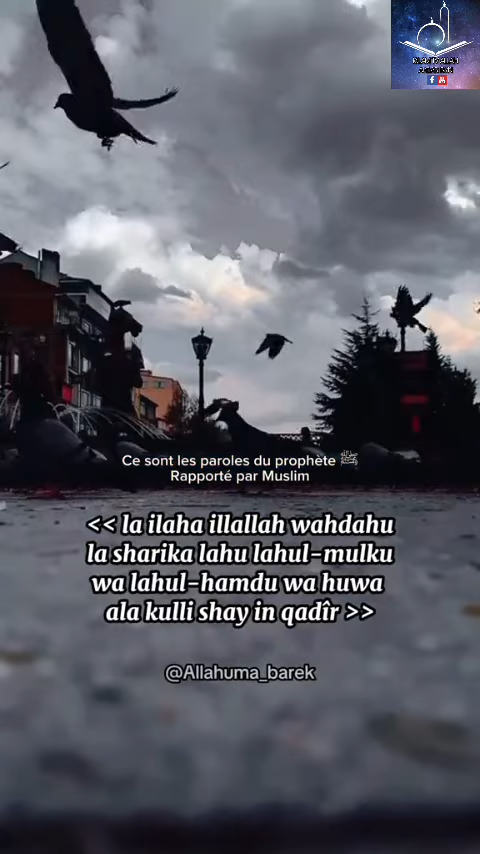 Ce sont les paroles du prophète ﷺ
Rapporté par Muslim
<< la ilaha illallah wahdahu
la sharika lahu lahul-mulku
wa lahul-hamdu wa huwa
ala kulli shay in qadîr >>
@Allahuma_barek